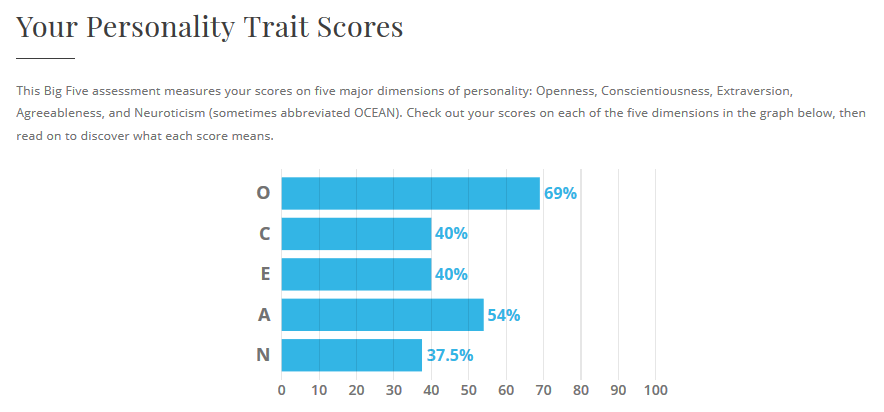 Your Personality Trait Scores
This Big Five assessment measures your scores on five major dimensions of personality: Openness, Conscientiousness, Extraversion,
Agreeableness, and Neuroticism (sometimes abbreviated OCEAN). Check out your scores on each of the five dimensions in the graph below, then
read on to discover what each score means.
O 69%
C 40%
E 40%
A 54%
N 37.5%
0 10 20 30 40 50 60 70 80 90 100